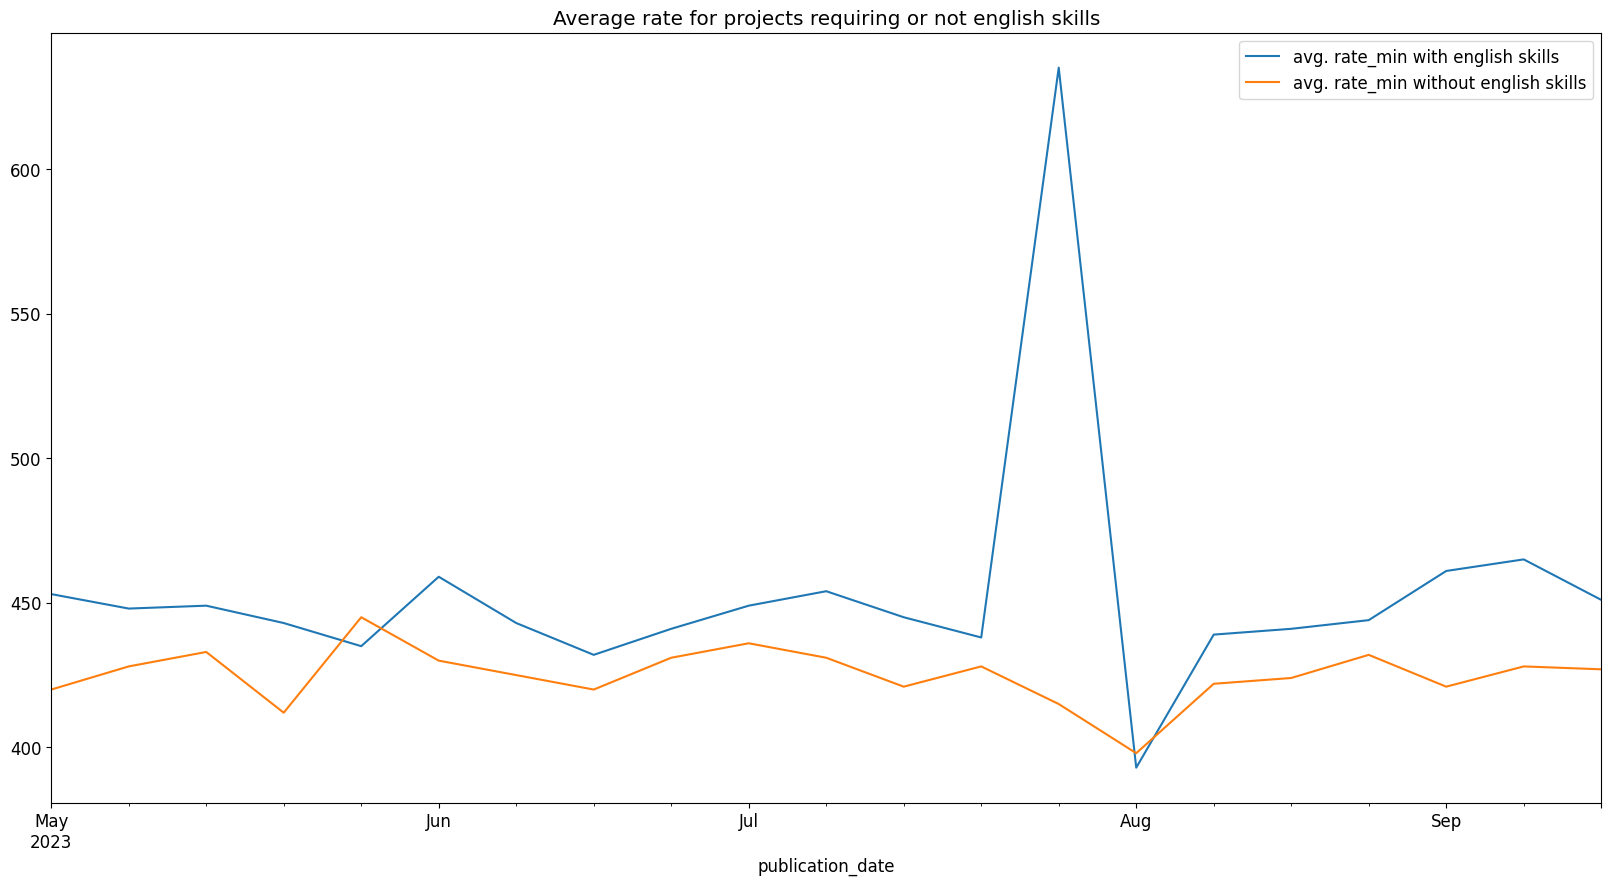 Average rate for projects requiring or not english skills
avg. rate_min with english skills
avg. rate_min without english skills
600
550
500
450
400
May Jun Jul Aug Sep
2023
publication_date